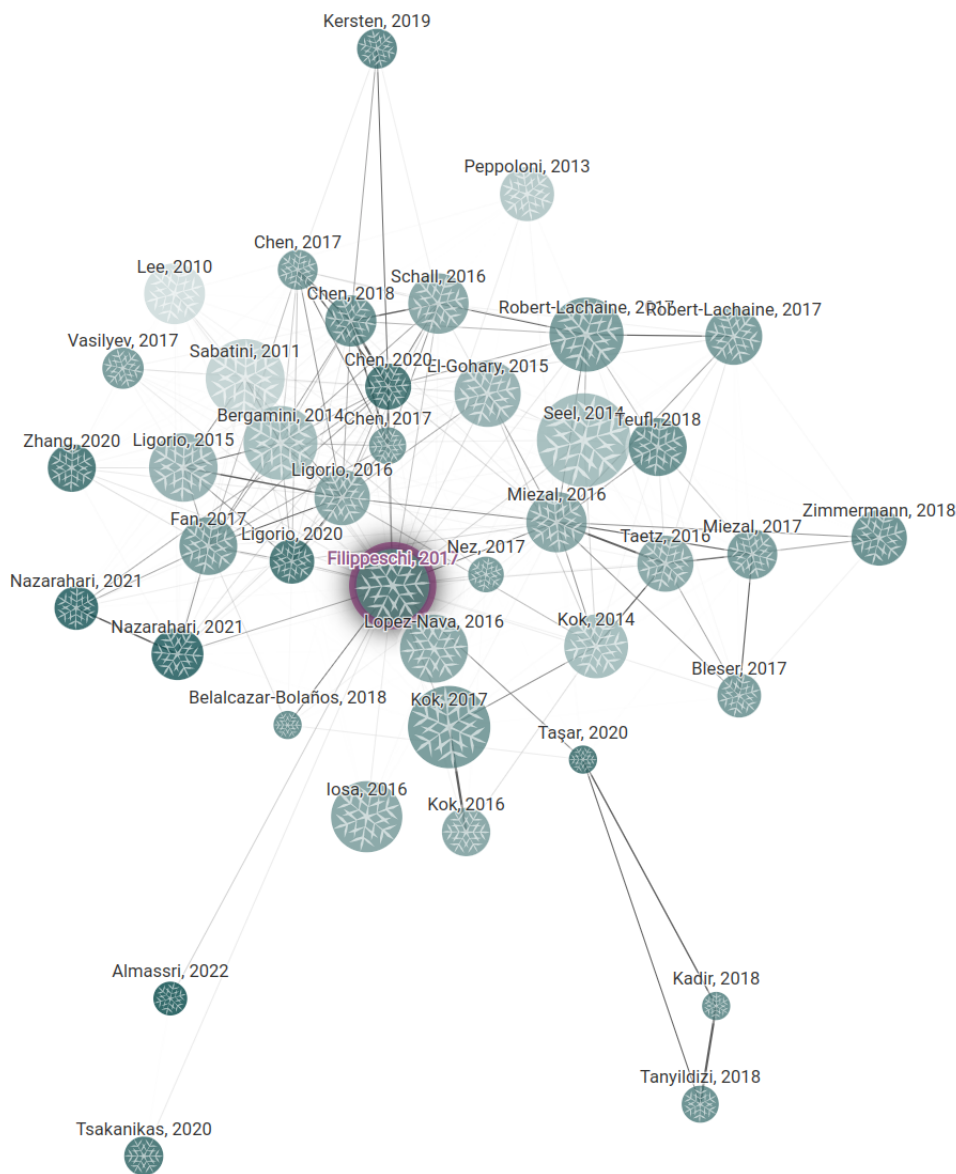 Kersten, 2019
Peppoloni, 2013
Chen, 2017
Lee, 2010
Schall, 2016
Chen, 2018
Robert-Lachaine, 2017
Robert-Lachaine, 2017
Vasilyev, 2017
Sabatini, 2011
Chen, 2020
El-Gohary, 2015
Bergamini, 2014
Chen, 2017
Seel, 2014
Teufl, 2018
Zhang, 2020
Ligorio, 2015
Ligorio, 2016
Miezal, 2016
Zimmermann, 2018
Fan, 2017
Ligorio, 2020
Taetz, 2016
Miezal, 2017
Filippeschi, 2017
Nez, 2017
Nazarahari, 2021
Nazarahari, 2021
Lopez-Nava, 2016
Kok, 2014
Bleser, 2017
Belalcazar-Bolaños, 2018
Kok, 2017
Taşar, 2020
Iosa, 2016
Kok, 2016
Almassri, 2022
Kadir, 2018
Tanyildizi, 2018
Tsakanikas, 2020